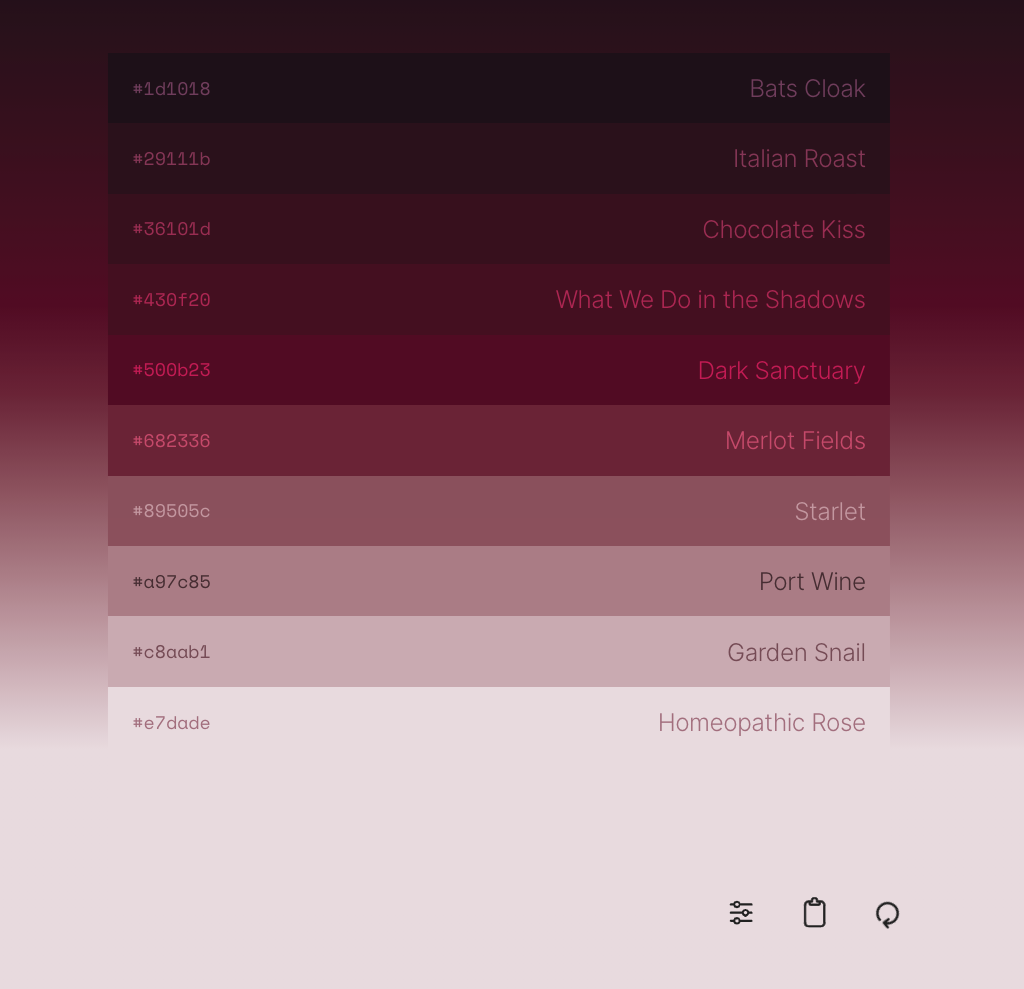 #1d1018 Bats Cloak
#29111b Italian Roast
#36101d Chocolate Kiss
#430f20 What We Do in the Shadows
#500b23 Dark Sanctuary
#682336 Merlot Fields
#89505c Starlet
#a97c85 Port Wine
#c8aab1 Garden Snail
#e7dade Homeopathic Rose